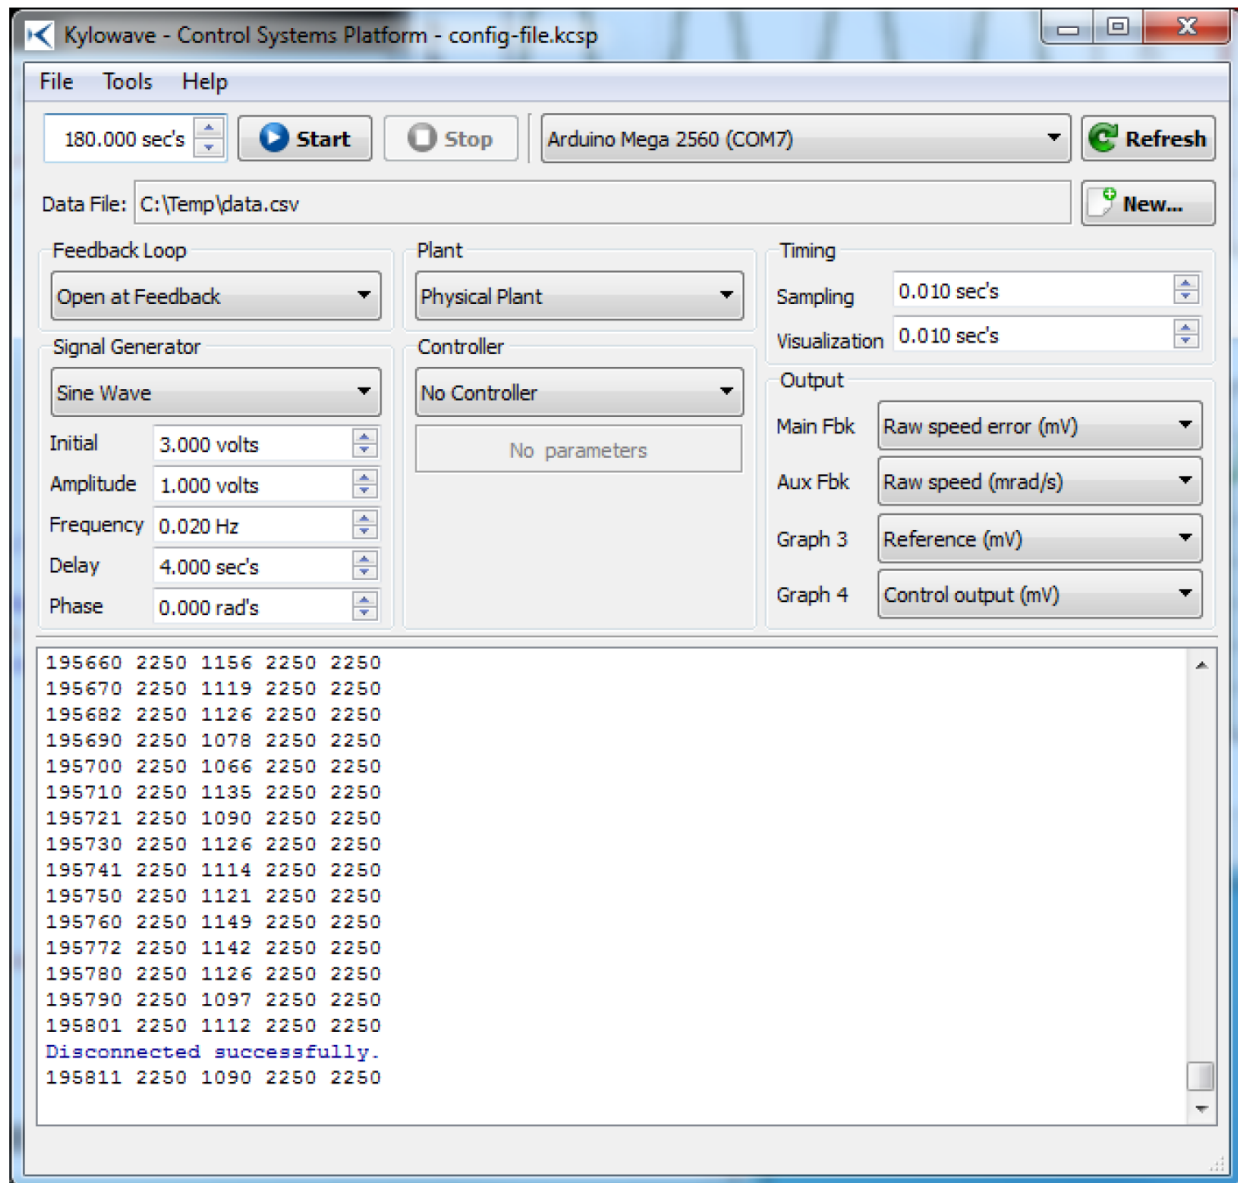 Kylowave - Control Systems Platform - config-file.kcsp
File Tools Help
180.000 sec's Start Stop Arduino Mega 2560 (COM7) Refresh
Data File: C:\Temp\data.csv New...
Feedback Loop
Open at Feedback
Plant
Physical Plant
Timing
Sampling 0.010 sec's
Visualization 0.010 sec's
Signal Generator
Sine Wave
Initial 3.000 volts
Amplitude 1.000 volts
Frequency 0.020 Hz
Delay 4.000 sec's
Phase 0.000 rad's
Controller
No Controller
No parameters
Output
Main Fbk Raw speed error (mV)
Aux Fbk Raw speed (mrad/s)
Graph 3 Reference (mV)
Graph 4 Control output (mV)
195660 2250 1156 2250 2250
195670 2250 1119 2250 2250
195682 2250 1126 2250 2250
195690 2250 1078 2250 2250
195700 2250 1066 2250 2250
195710 2250 1135 2250 2250
195721 2250 1090 2250 2250
195730 2250 1126 2250 2250
195741 2250 1114 2250 2250
195750 2250 1121 2250 2250
195760 2250 1149 2250 2250
195772 2250 1142 2250 2250
195780 2250 1126 2250 2250
195790 2250 1097 2250 2250
195801 2250 1112 2250 2250
Disconnected successfully.
195811 2250 1090 2250 2250